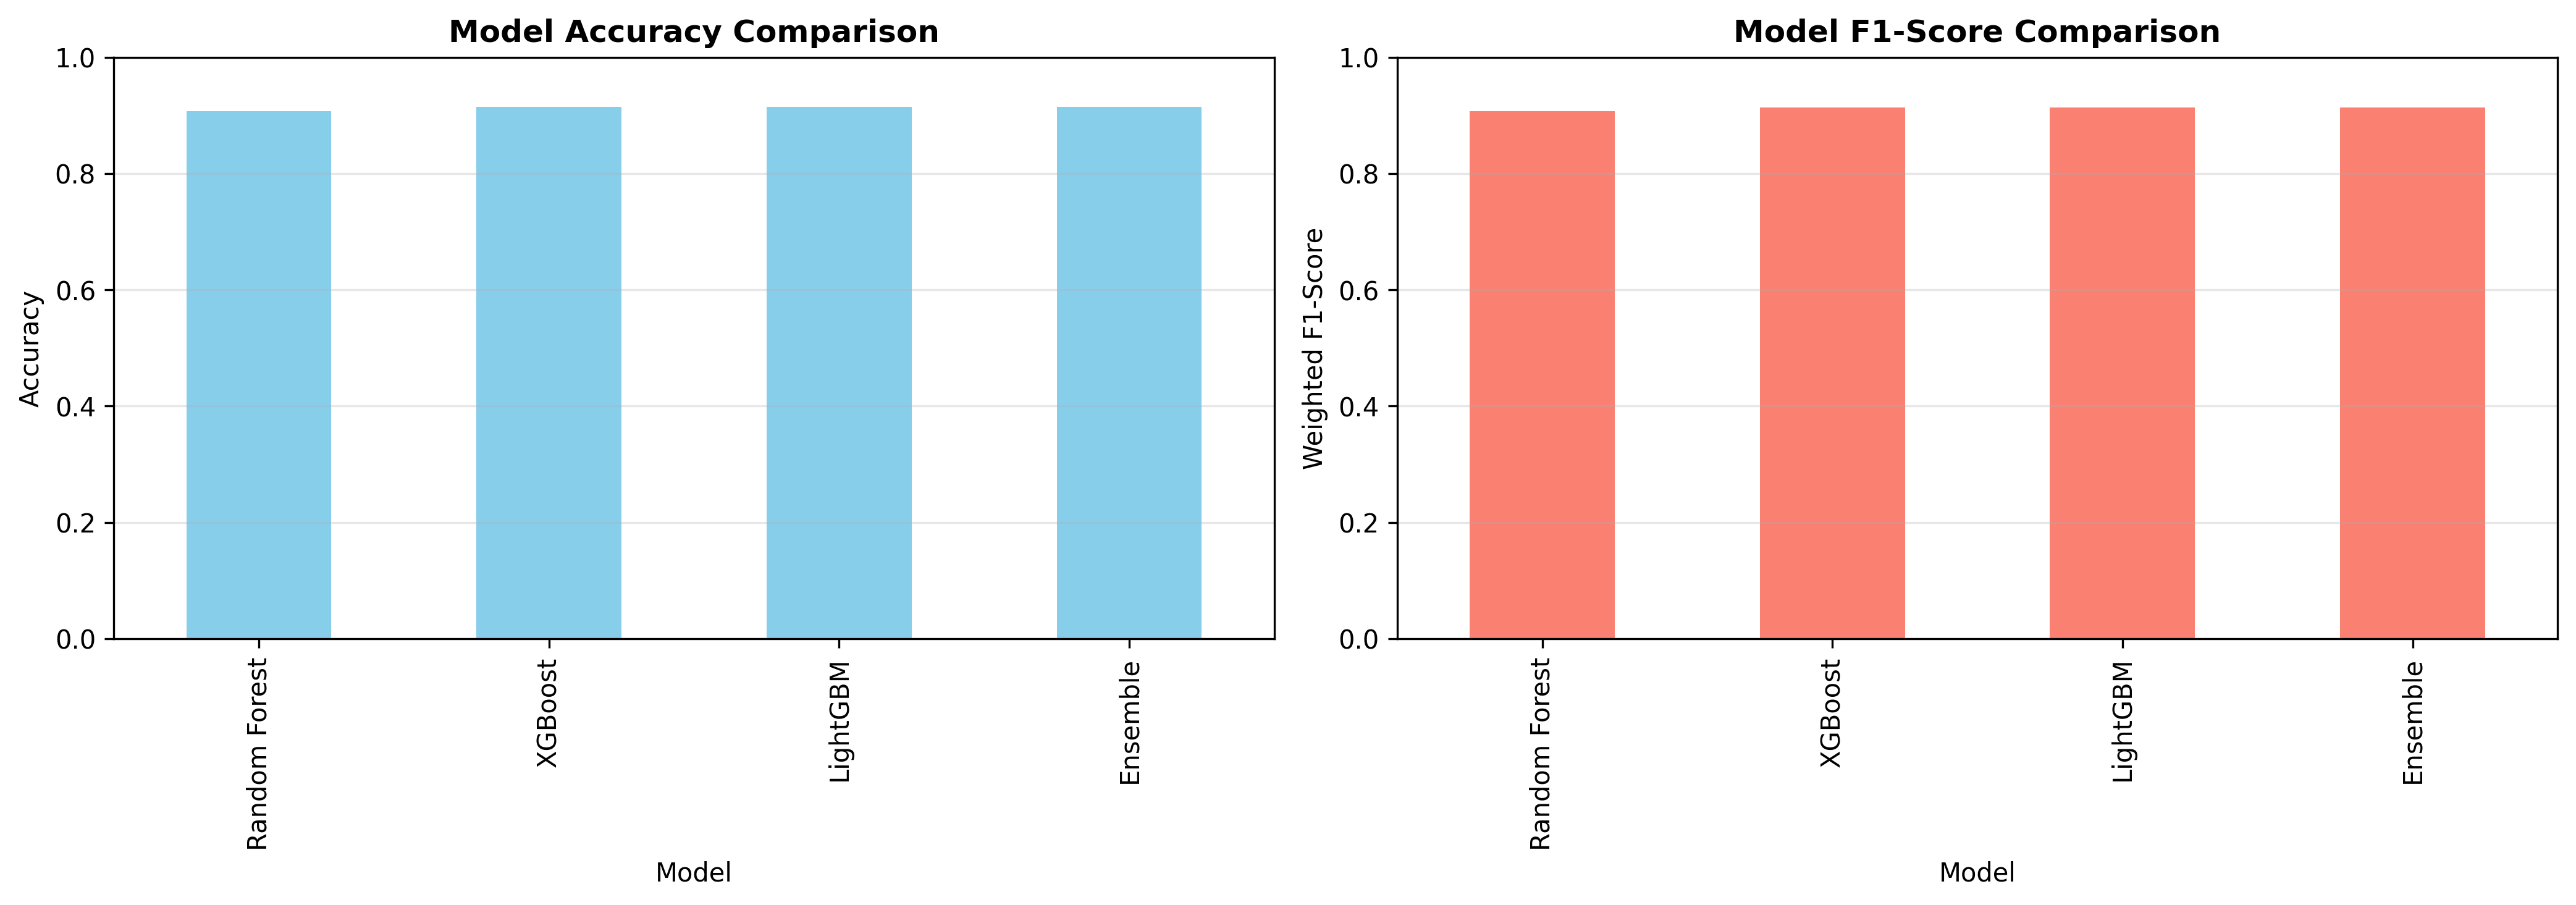 Model Accuracy Comparison
1.0
0.8
0.6
0.4
0.2
0.0
Accuracy
Random Forest
XGBoost
LightGBM
Ensemble
Model
Model F1-Score Comparison
1.0
0.8
0.6
0.4
0.2
0.0
Weighted F1-Score
Random Forest
XGBoost
LightGBM
Ensemble
Model